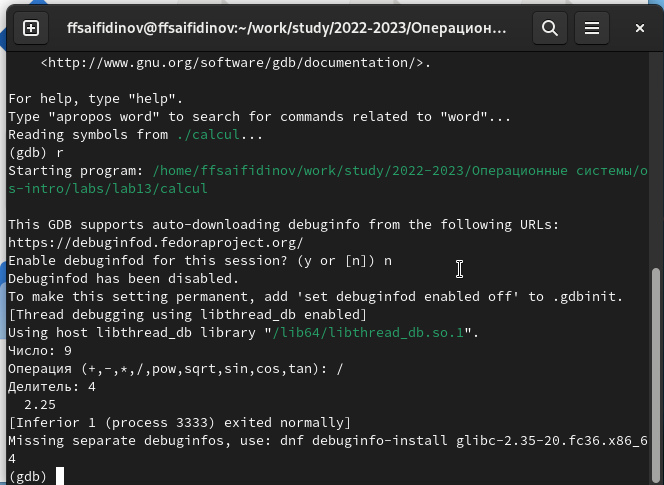 ffsaifidinov@ffsaifidinov:~/work/study/2022-2023/Операцион...
<http://www.gnu.org/software/gdb/documentation/>.
For help, type "help".
Type "apropos word" to search for commands related to "word"...
Reading symbols from ./calcul...
(gdb) r
Starting program: /home/ffsaifidinov/work/study/2022-2023/Операционные системы/o
s-intro/labs/lab13/calcul
This GDB supports auto-downloading debuginfo from the following URLs:
https://debuginfod.fedoraproject.org/
Enable debuginfod for this session? (y or [n]) n
Debuginfod has been disabled.
To make this setting permanent, add 'set debuginfod enabled off' to .gdbinit.
[Thread debugging using libthread_db enabled]
Using host libthread_db library "/lib64/libthread_db.so.1".
Число: 9
Операция (+,-,*,/,pow,sqrt,sin,cos,tan): /
Делитель: 4
2.25
[Inferior 1 (process 3333) exited normally]
Missing separate debuginfos, use: dnf debuginfo-install glibc-2.35-20.fc36.x86_6
4
(gdb)